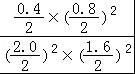 0.4/2 × (0.8/2)²
(2.0/2)² × (1.6/2)²